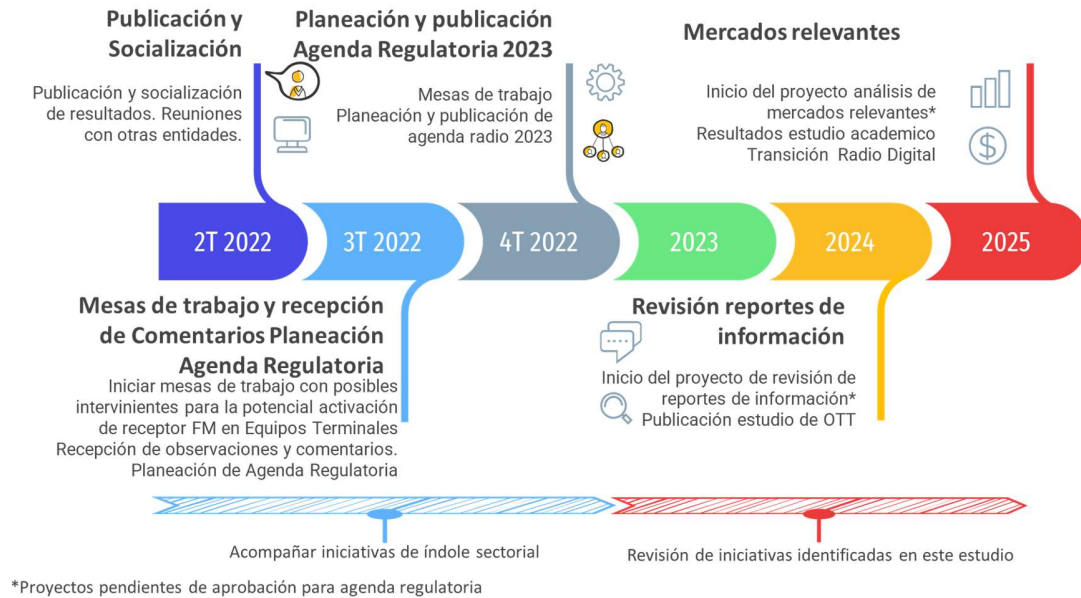 Publicación y
Socialización
Publicación y socialización
de resultados. Reuniones
con otras entidades.
Planeación y publicación
Agenda Regulatoria 2023
Mesas de trabajo
Planeación y publicación de
agenda radio 2023
Mercados relevantes
Inicio del proyecto análisis de
mercados relevantes*
Resultados estudio academico
Transición Radio Digital
2T 2022
3T 2022
4T 2022
2023
2024
2025
Mesas de trabajo y recepción
de Comentarios Planeación
Agenda Regulatoria
Iniciar mesas de trabajo con posibles
intervinientes para la potencial activación
de receptor FM en Equipos Terminales
Recepción de observaciones y comentarios.
Planeación de Agenda Regulatoria
Revisión reportes de
información
Inicio del proyecto de revisión de
reportes de información*
Publicación estudio de OTT
Acompañar iniciativas de índole sectorial
Revisión de iniciativas identificadas en este estudio
*Proyectos pendientes de aprobación para agenda regulatoria